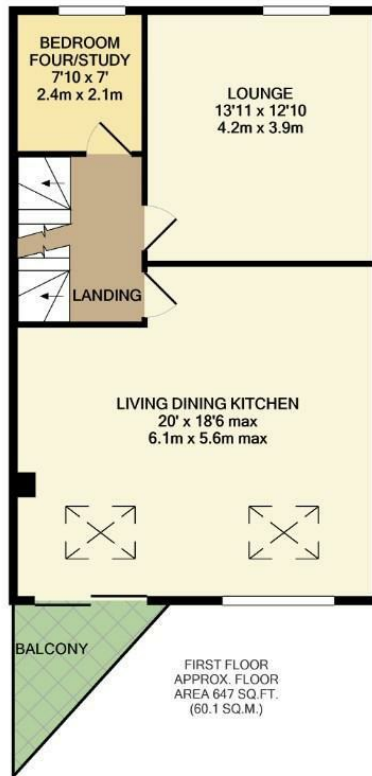 BEDROOM
FOUR/STUDY
7'10 x 7'
2.4m x 2.1m
LOUNGE
13'11 x 12'10
4.2m x 3.9m
LANDING
LIVING DINING KITCHEN
20' x 18'6 max
6.1m x 5.6m max
BALCONY
FIRST FLOOR
APPROX. FLOOR
AREA 647 SQ.FT.
(60.1 SQ.M.)